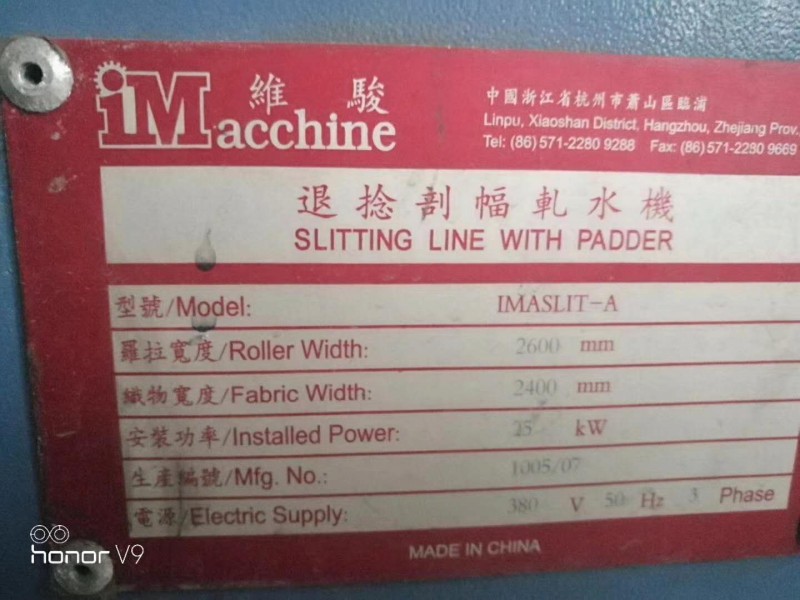 iMacchine 維駿
中國浙江省杭州市蕭山區臨浦
Linpu, Xiaoshan District, Hangzhou, Zhejiang Prov.
Tel: (86) 571-2280 9288 Fax: (86) 571-2280 9669
退捻剖幅軋水機
SLITTING LINE WITH PADDER
型號/Model: IMASLIT-A
羅拉寬度/Roller Width: 2600 mm
織物寬度/Fabric Width: 2400 mm
安裝功率/Installed Power: 25 kW
生產編號/Mfg. No.: 1005/07
電源/Electric Supply: 380 V 50 Hz 3 Phase
MADE IN CHINA
honor V9